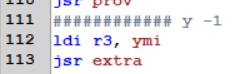 110 jsr prov
111 ############ y -1
112 ldi r3, ymi
113 jsr extra